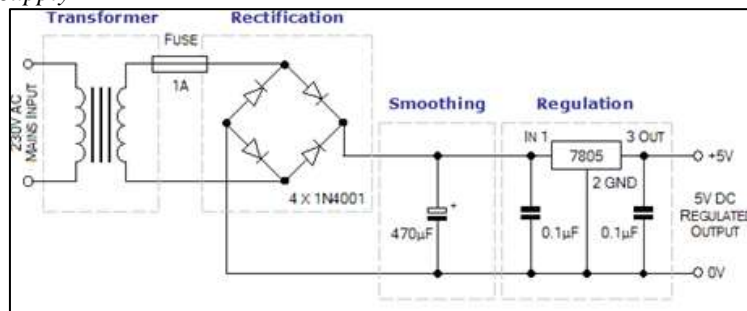 supply
Transformer
Rectification
FUSE
1A
230V AC
MAINS INPUT
4 X 1N4001
Smoothing
Regulation
IN 1
7805
3 OUT
2 GND
+5V
470µF
+
0.1µF
0.1µF
5V DC
REGULATED
OUTPUT
0V